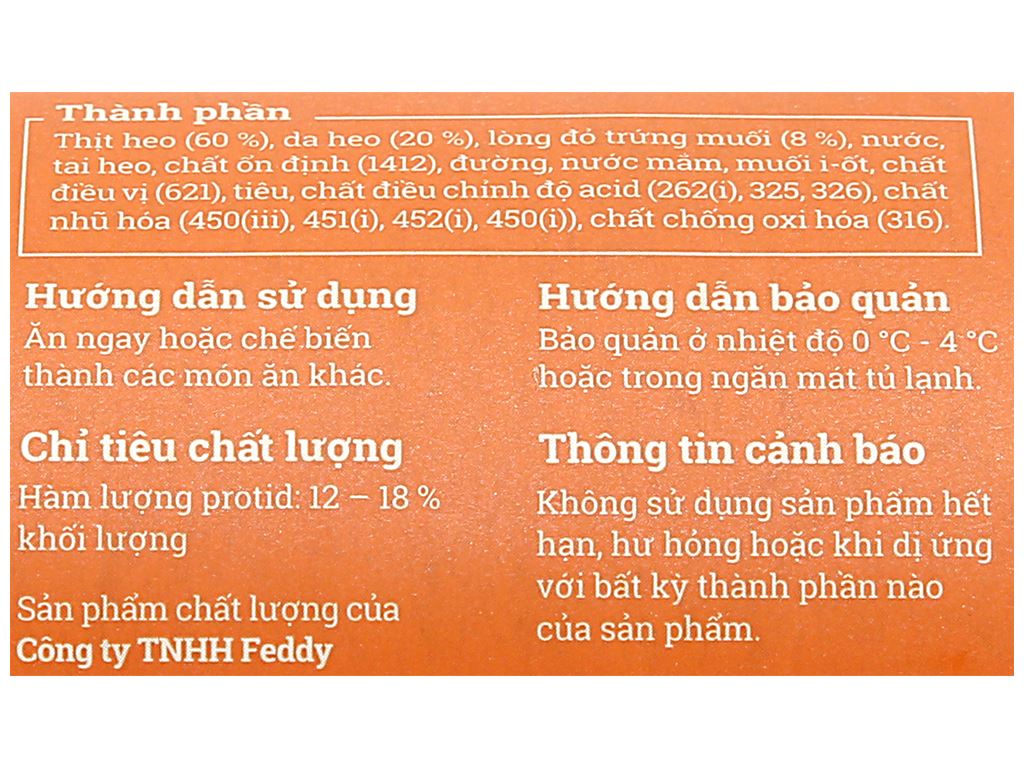 Thành phần
Thịt heo (60 %), da heo (20 %), lòng đỏ trứng muối (8 %), nước,
tai heo, chất ổn định (1412), đường, nước mắm, muối i-ốt, chất
điều vị (621), tiêu, chất điều chỉnh độ acid (262(i), 325, 326), chất
nhũ hóa (450(iii), 451(i), 452(i), 450(i)), chất chống oxi hóa (316).
Hướng dẫn sử dụng
Ăn ngay hoặc chế biến
thành các món ăn khác.
Hướng dẫn bảo quản
Bảo quản ở nhiệt độ 0 °C - 4 °C
hoặc trong ngăn mát tủ lạnh.
Chỉ tiêu chất lượng
Hàm lượng protid: 12 – 18 %
khối lượng
Sản phẩm chất lượng của
Công ty TNHH Feddy
Thông tin cảnh báo
Không sử dụng sản phẩm hết
hạn, hư hỏng hoặc khi dị ứng
với bất kỳ thành phần nào
của sản phẩm.